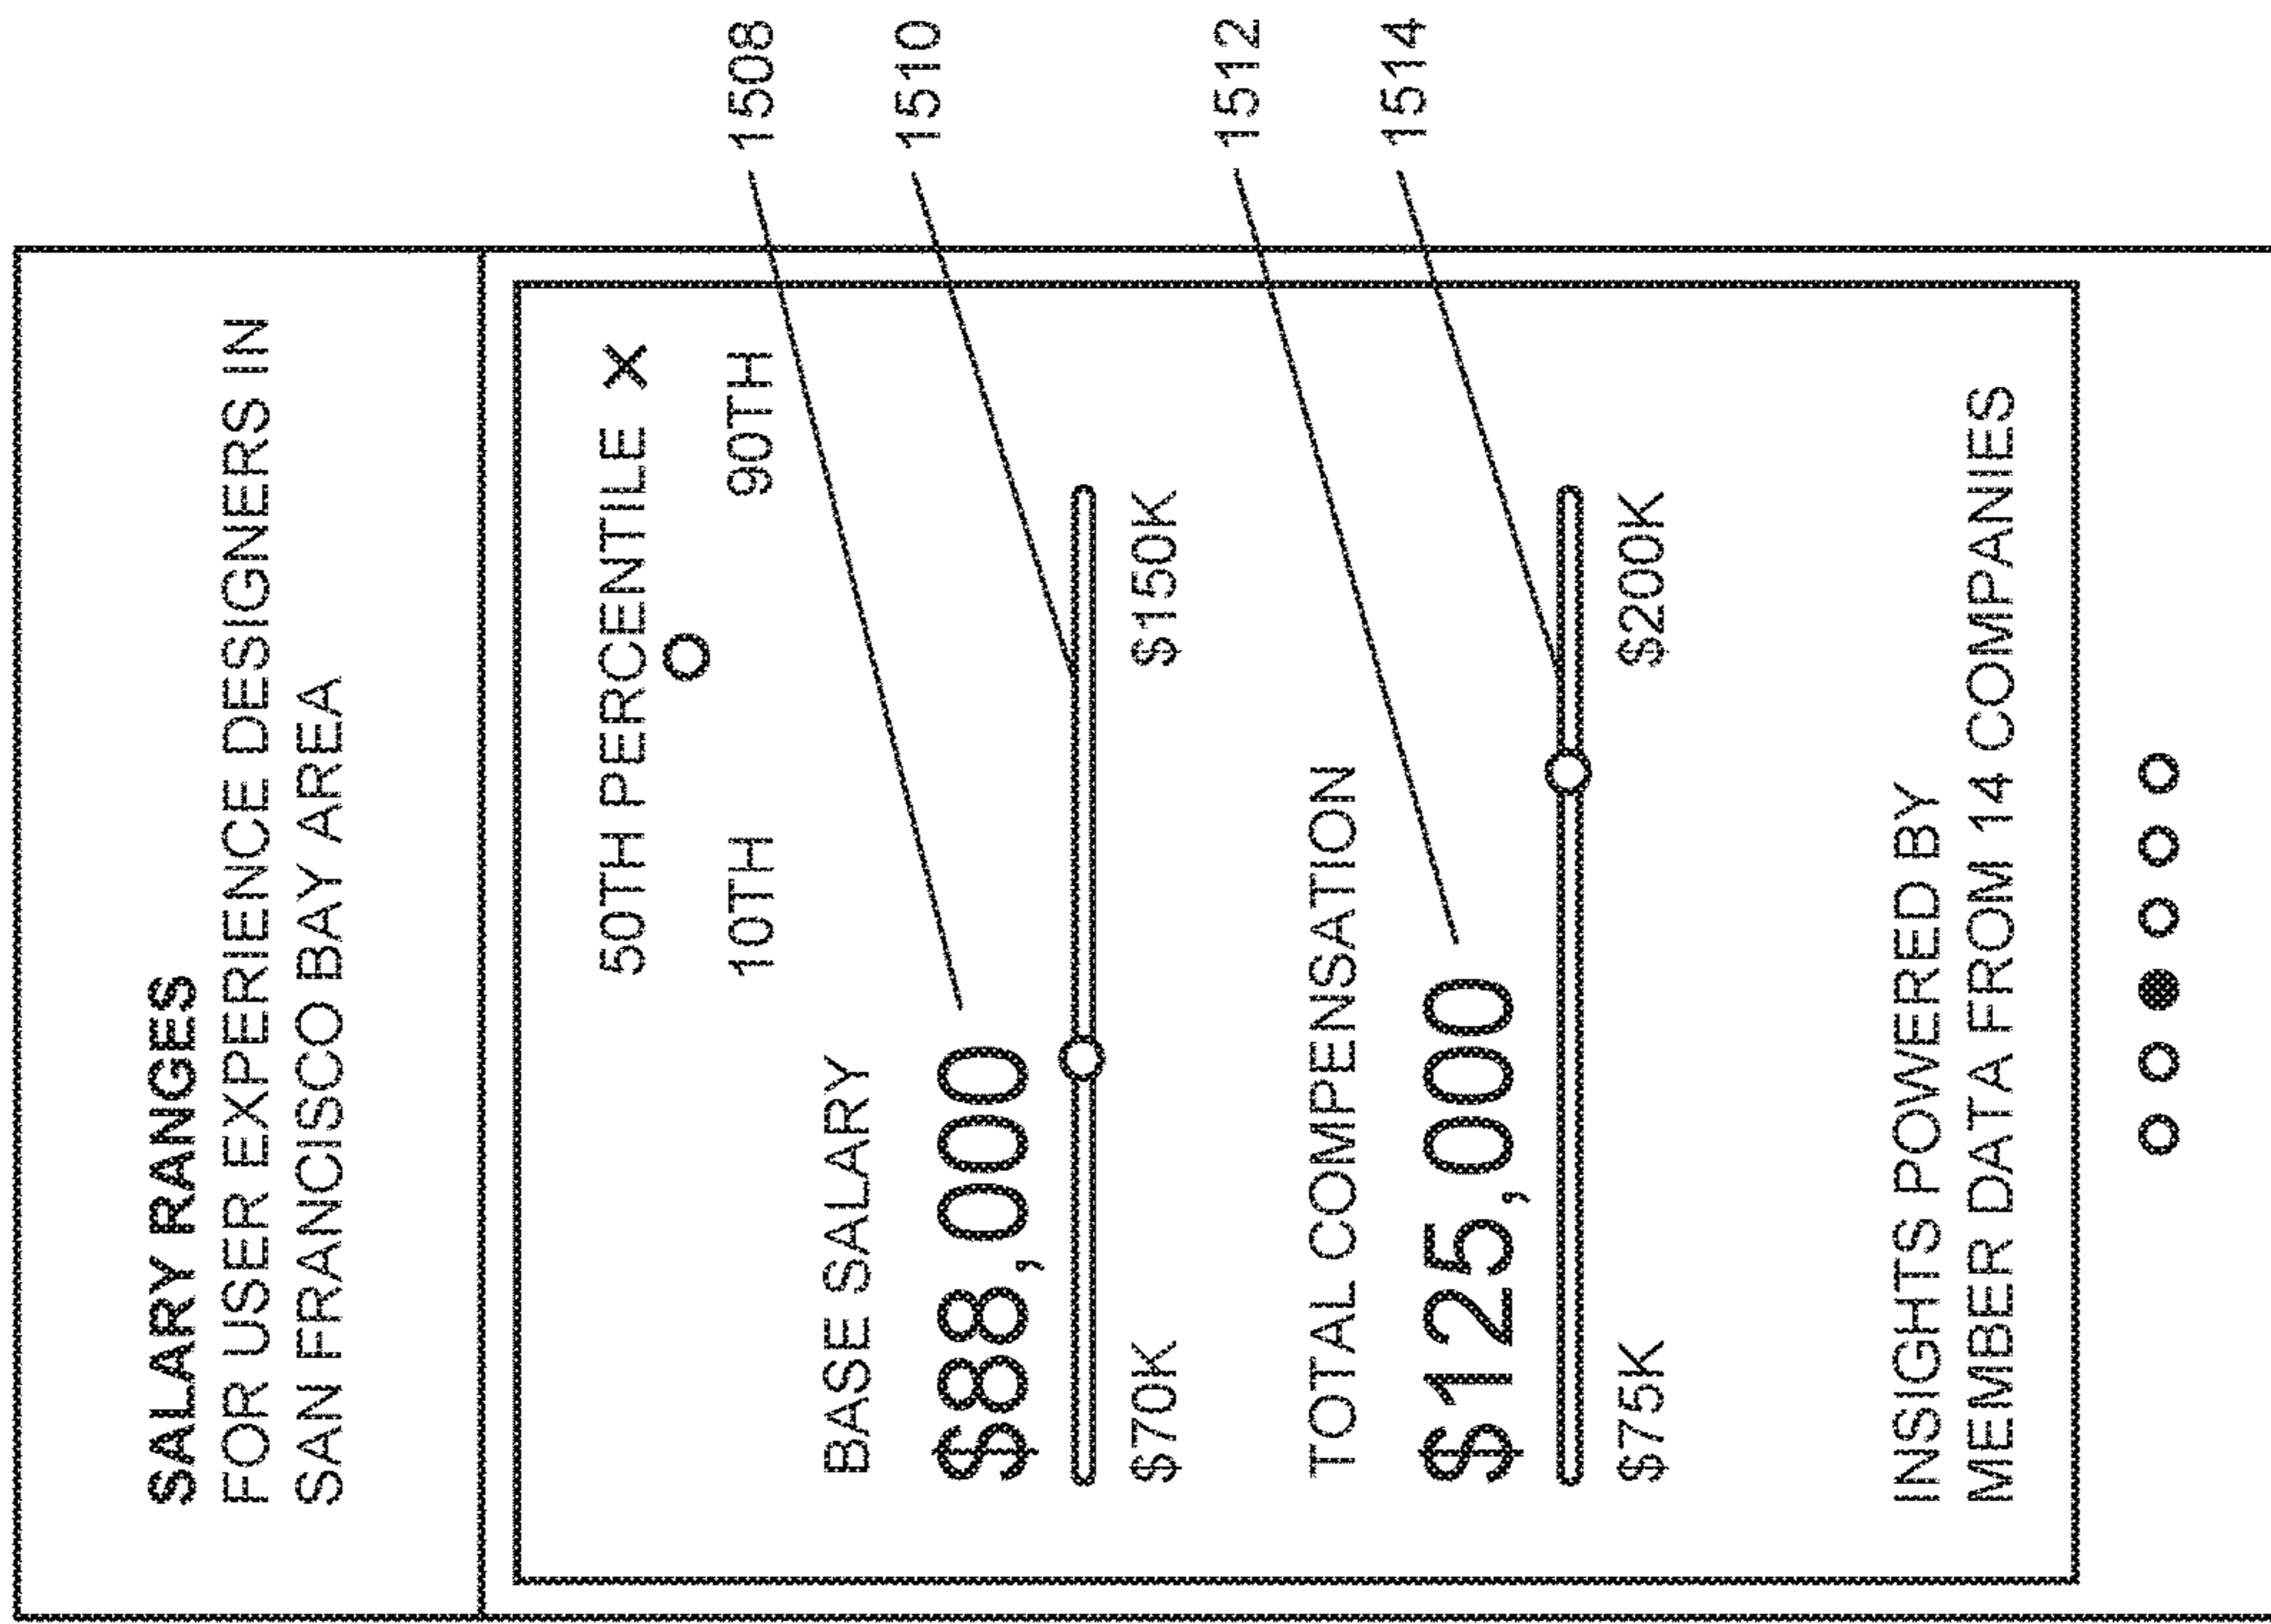 SALARY RANGES
FOR USER EXPERIENCE DESIGNERS IN
SAN FRANCISCO BAY AREA
50TH PERCENTILE X
10TH 90TH
1508
BASE SALARY
$88,000
1510
$70K $150K
TOTAL COMPENSATION
1512
$125,000
1514
$75K $200K
INSIGHTS POWERED BY
MEMBER DATA FROM 14 COMPANIES